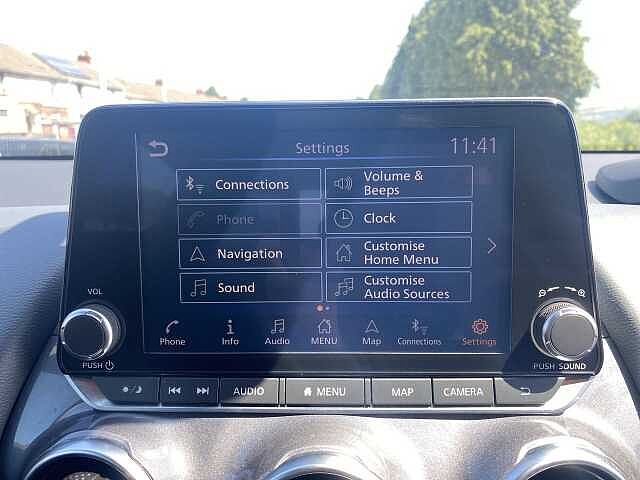 Settings 11:41
Connections
Volume &
Beeps
Phone
Clock
Navigation
Customise
Home Menu
Sound
Customise
Audio Sources
Phone Info Audio MENU Map Connections Settings
VOL
PUSH
PUSH SOUND
AUDIO MENU MAP CAMERA